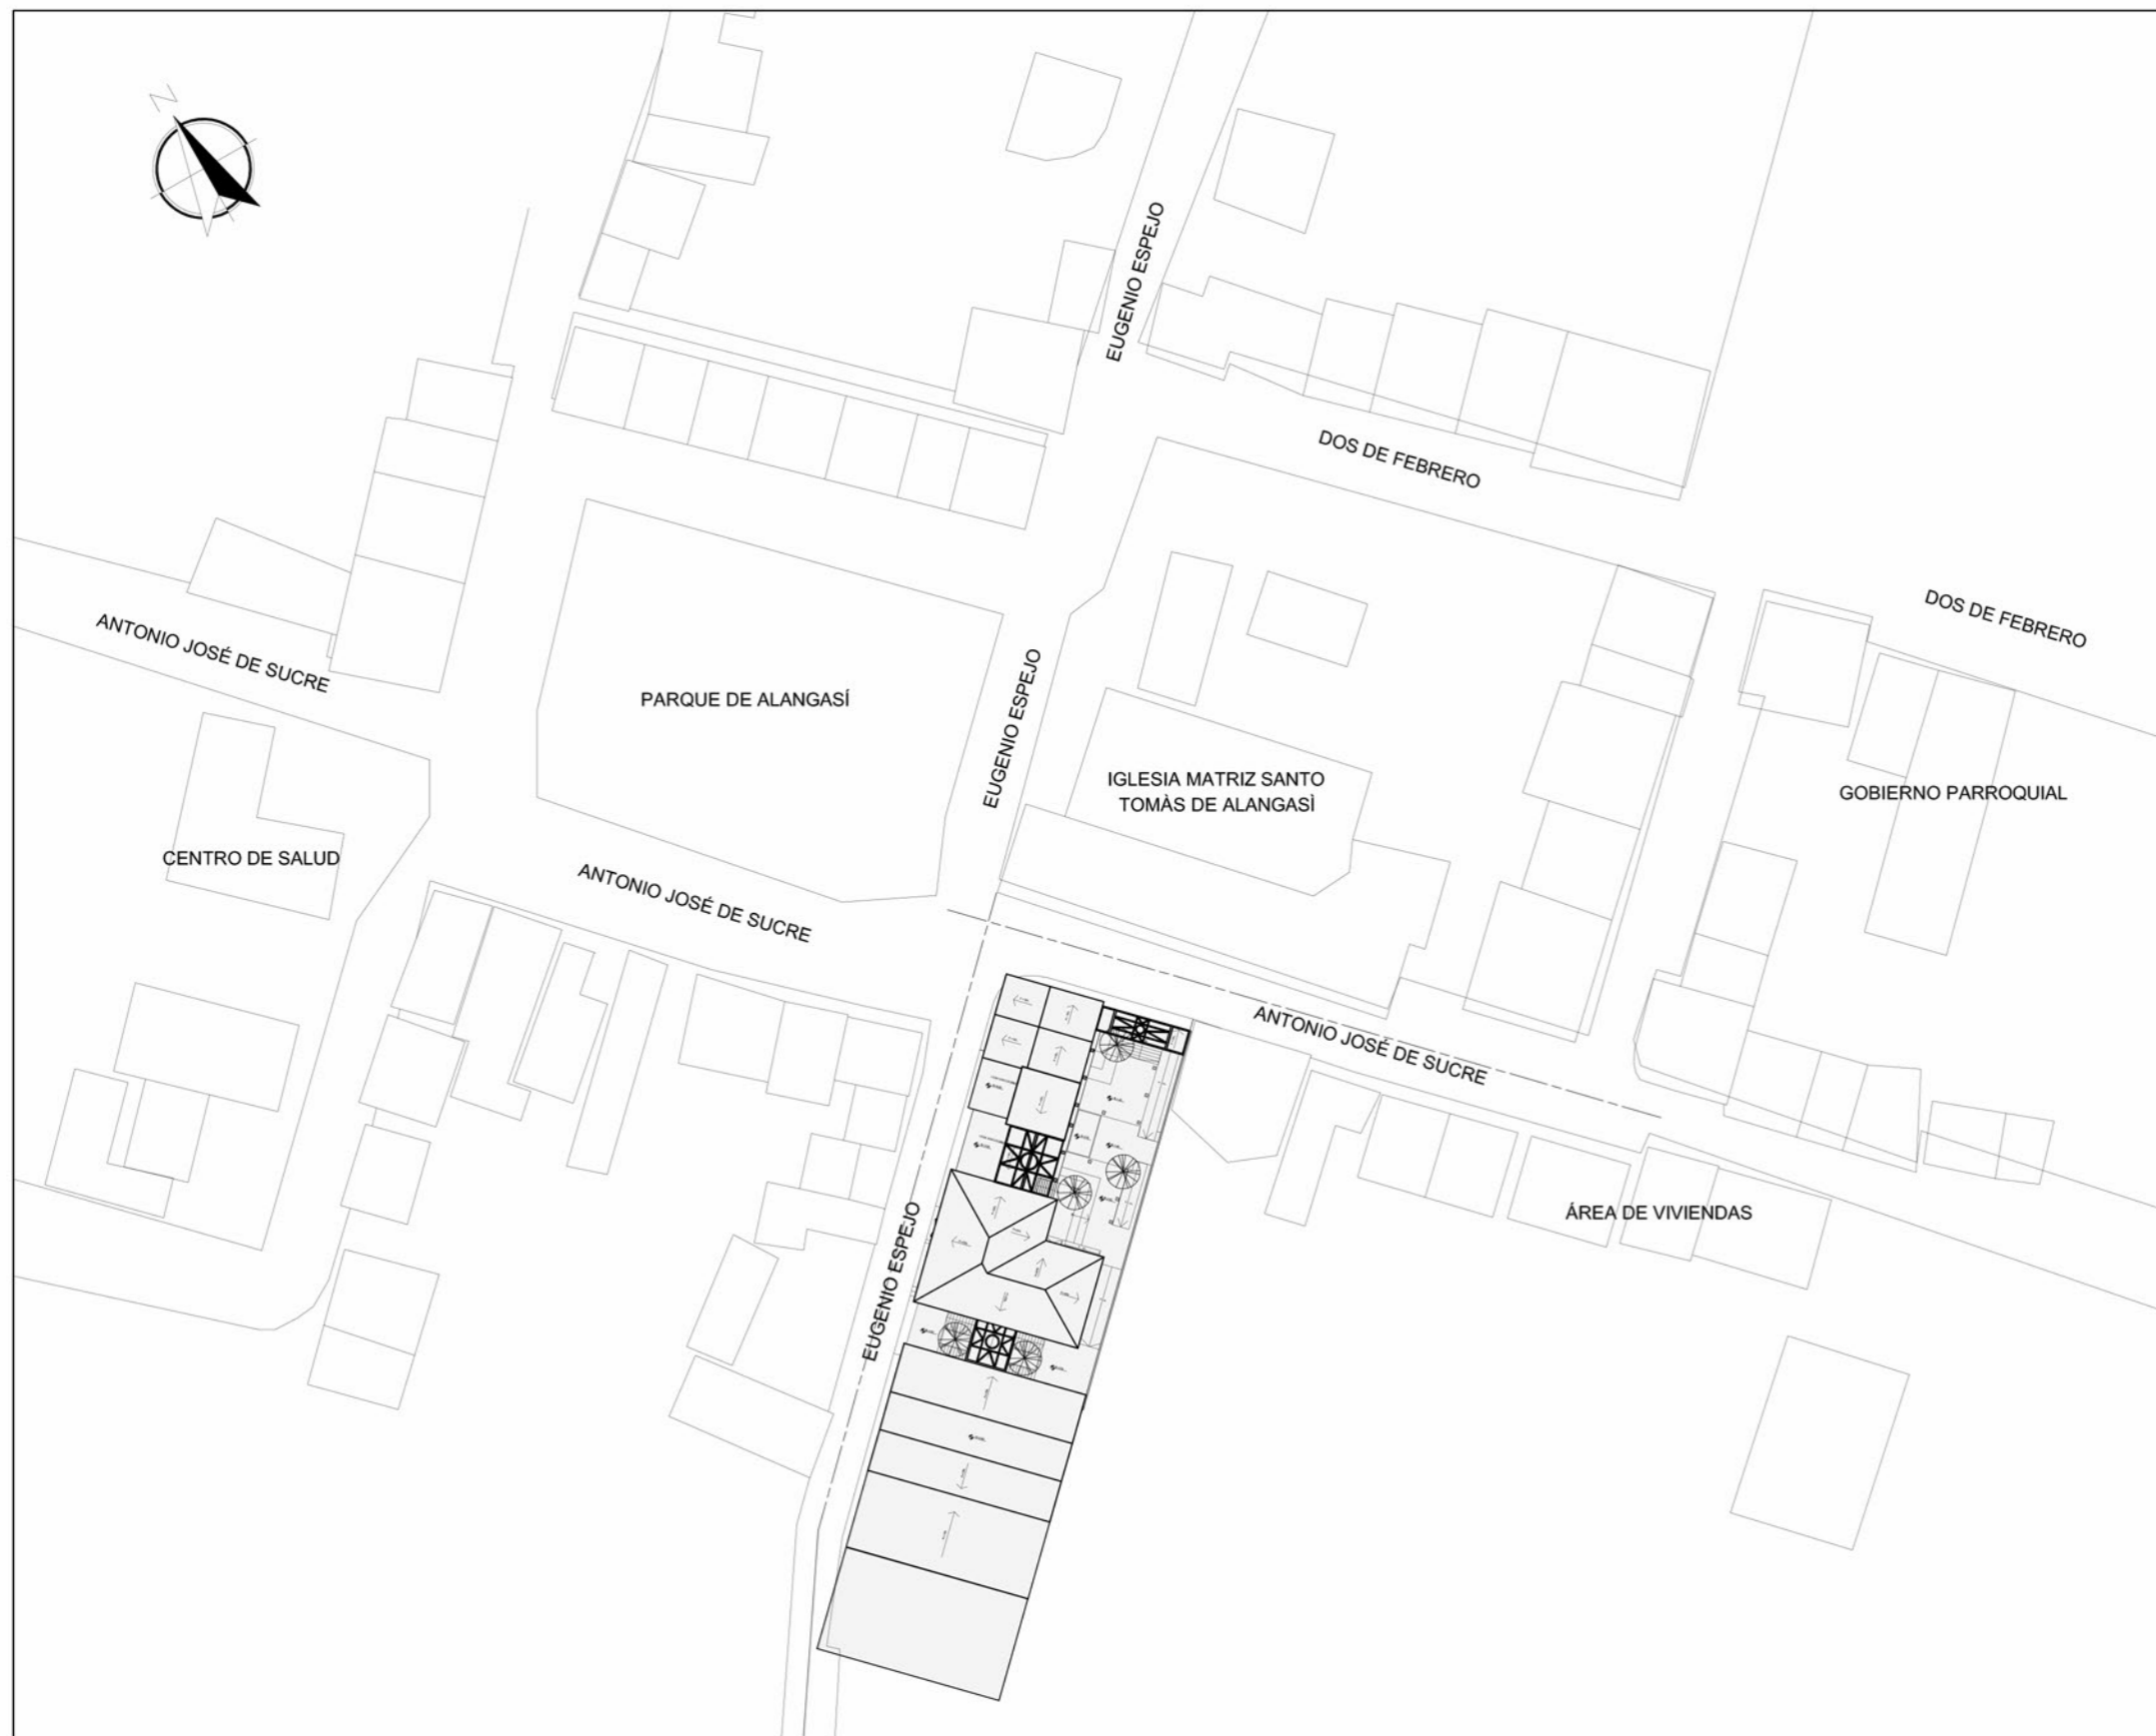 N
EUGENIO ESPEJO
DOS DE FEBRERO
DOS DE FEBRERO
ANTONIO JOSÉ DE SUCRE
PARQUE DE ALANGASÍ
EUGENIO ESPEJO
IGLESIA MATRIZ SANTO
TOMÀS DE ALANGASÌ
GOBIERNO PARROQUIAL
CENTRO DE SALUD
ANTONIO JOSÉ DE SUCRE
ANTONIO JOSÉ DE SUCRE
ÁREA DE VIVIENDAS
EUGENIO ESPEJO